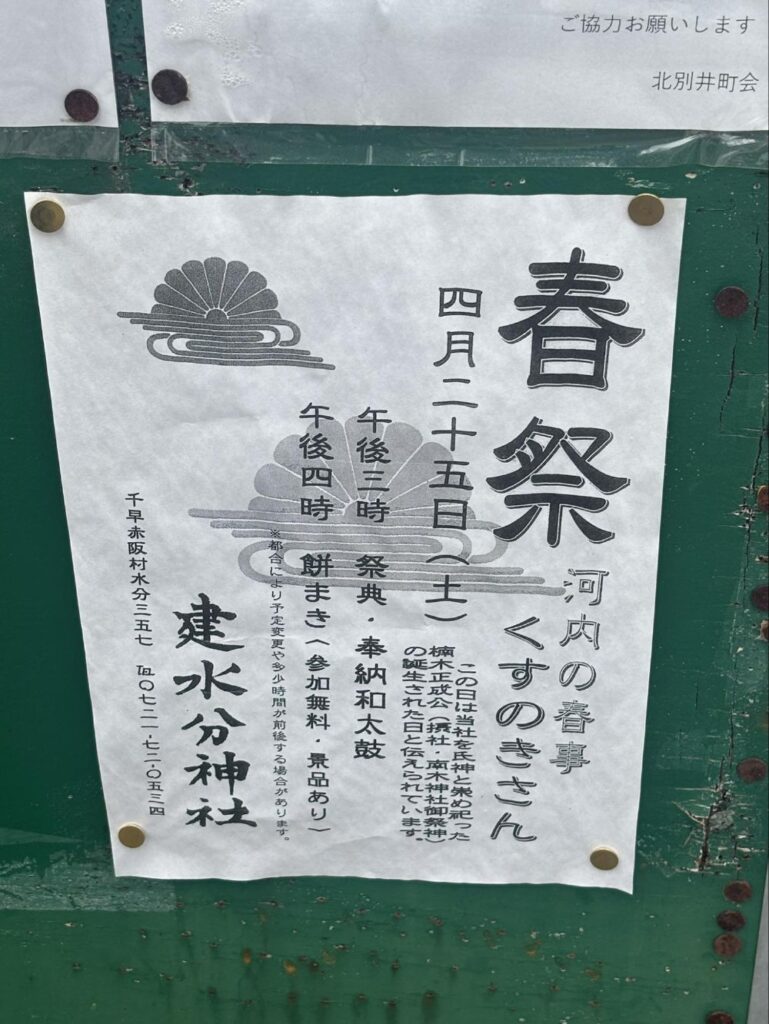 ご協力お願いします
北別井町会
春祭
河内の春事
くすのきさん
四月二十五日（土）
この日は当社を氏神と崇め祀った
楠木正成公（摂社・南木神社御祭神）
の誕生された日と伝えられています。
午後三時 祭典・奉納和太鼓
午後四時 餅まき（参加無料・景品あり）
※都合により予定変更や多少時間が前後する場合があります。
建水分神社
千早赤阪村水分三五七 ℡〇七二一-七二-〇五三四